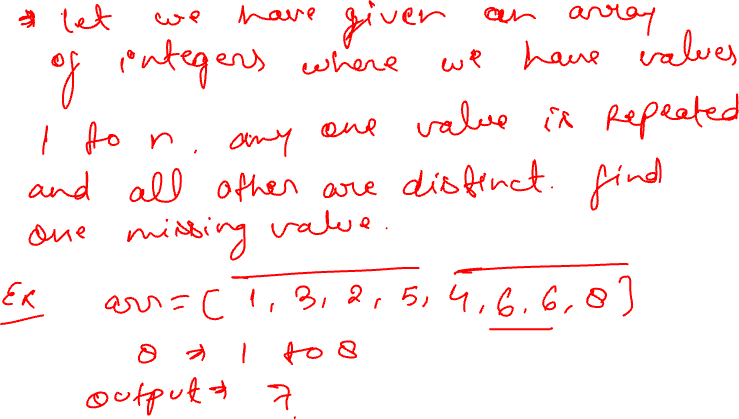 * let we have given an array
of integers where we have values
1 to n. any one value is repeated
and all other are distinct. find
one missing value.
Ex arr = [ 1, 3, 2, 5, 4, 6, 6, 8 ]
8 → 1 to 8
output → 7